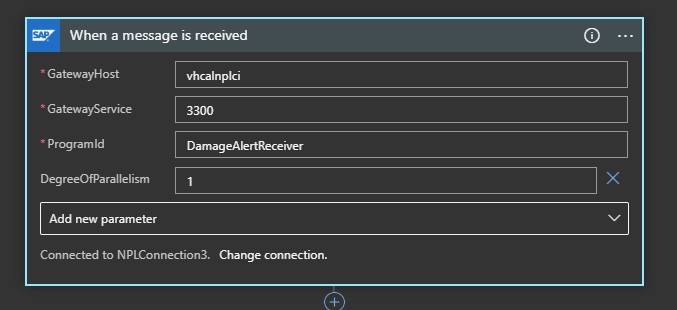 SAP When a message is received
* GatewayHost vhcalnplci
* GatewayService 3300
* ProgramId DamageAlertReceiver
DegreeOfParallelism 1
Add new parameter
Connected to NPLConnection3. Change connection.